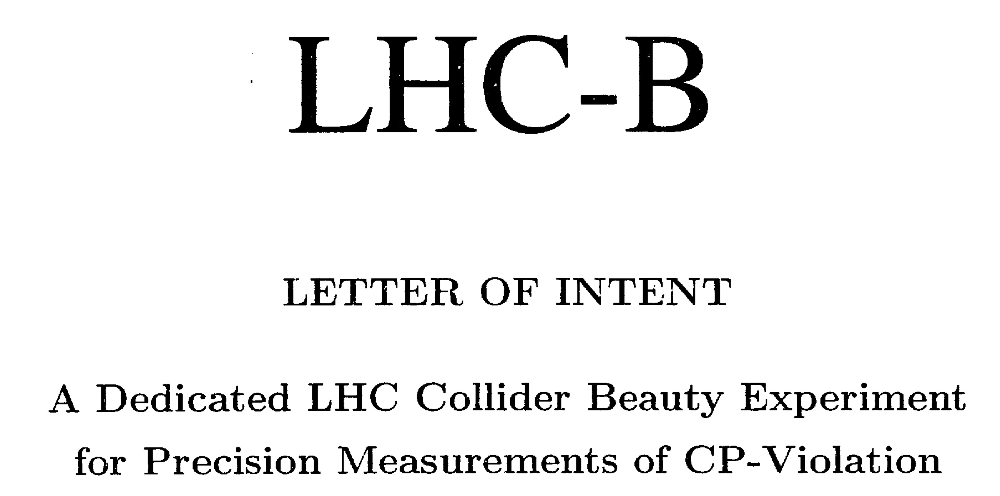 LHC-B
LETTER OF INTENT
A Dedicated LHC Collider Beauty Experiment
for Precision Measurements of CP-Violation